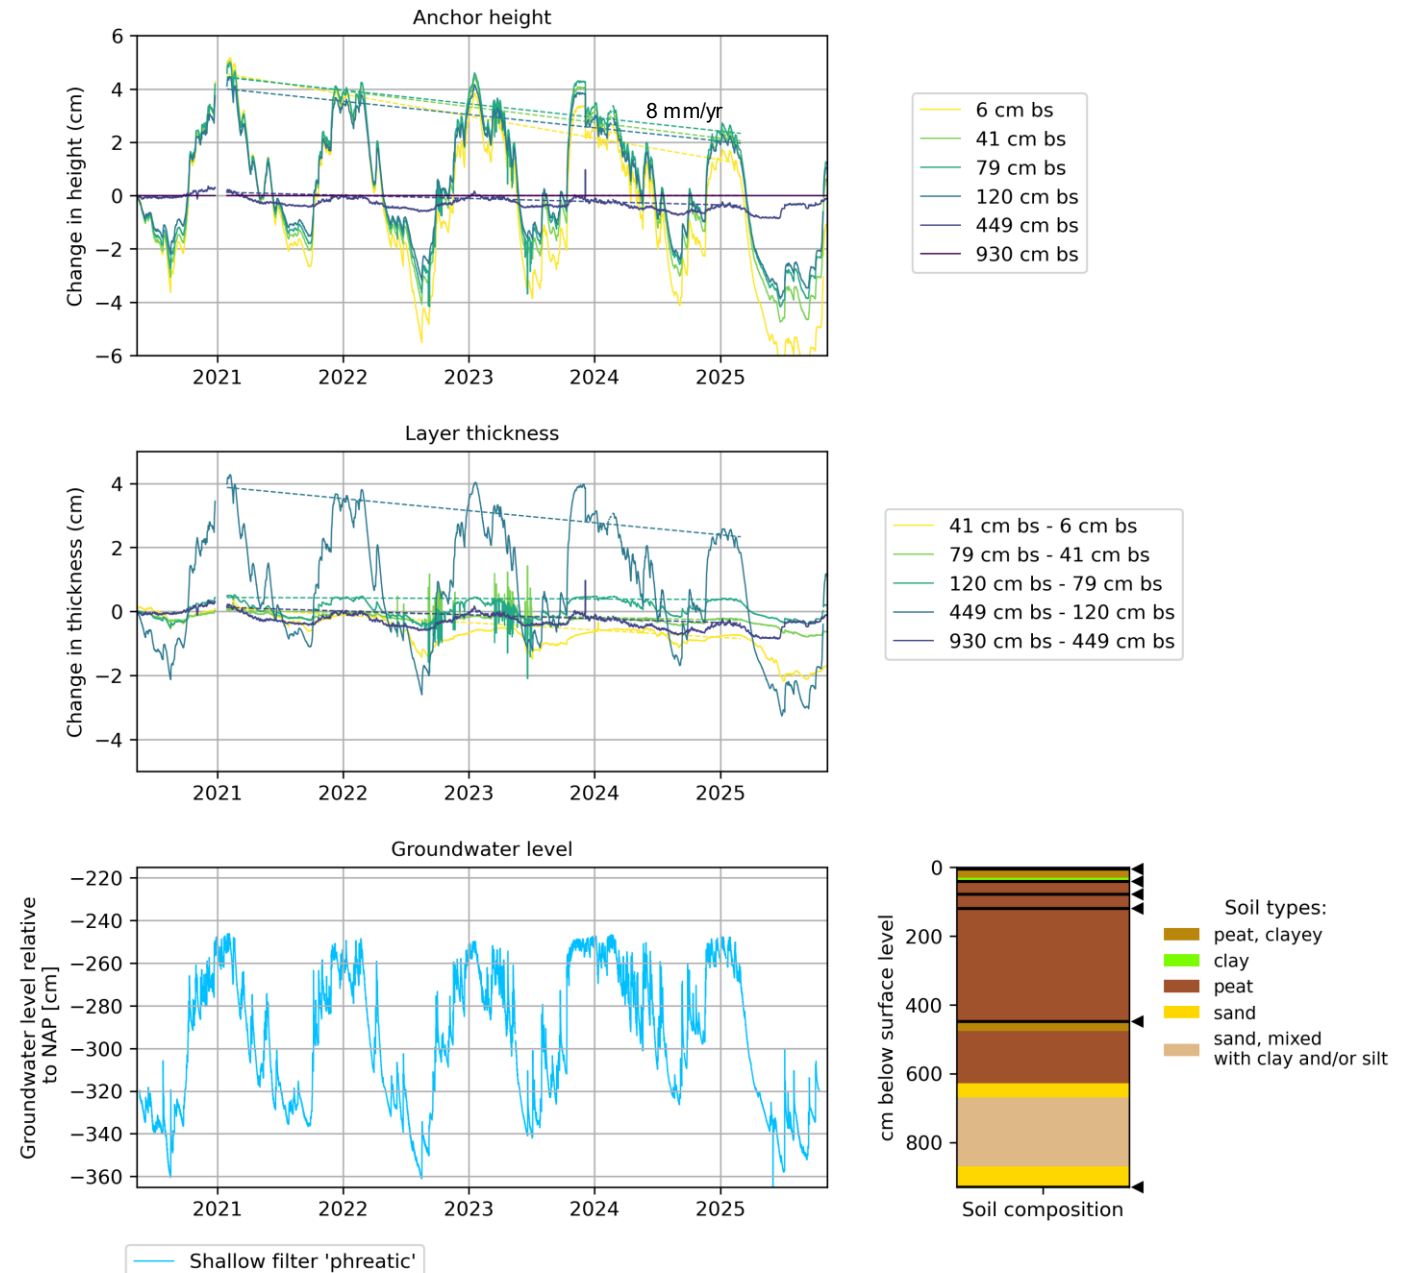 Anchor height
Change in height (cm)
6
4
2
0
−2
−4
−6
8 mm/yr
2021
2022
2023
2024
2025
6 cm bs
41 cm bs
79 cm bs
120 cm bs
449 cm bs
930 cm bs
Layer thickness
Change in thickness (cm)
4
2
0
−2
−4
2021
2022
2023
2024
2025
41 cm bs - 6 cm bs
79 cm bs - 41 cm bs
120 cm bs - 79 cm bs
449 cm bs - 120 cm bs
930 cm bs - 449 cm bs
Groundwater level
Groundwater level relative
to NAP [cm]
−220
−240
−260
−280
−300
−320
−340
−360
2021
2022
2023
2024
2025
Shallow filter 'phreatic'
cm below surface level
0
200
400
600
800
Soil composition
Soil types:
peat, clayey
clay
peat
sand
sand, mixed
with clay and/or silt